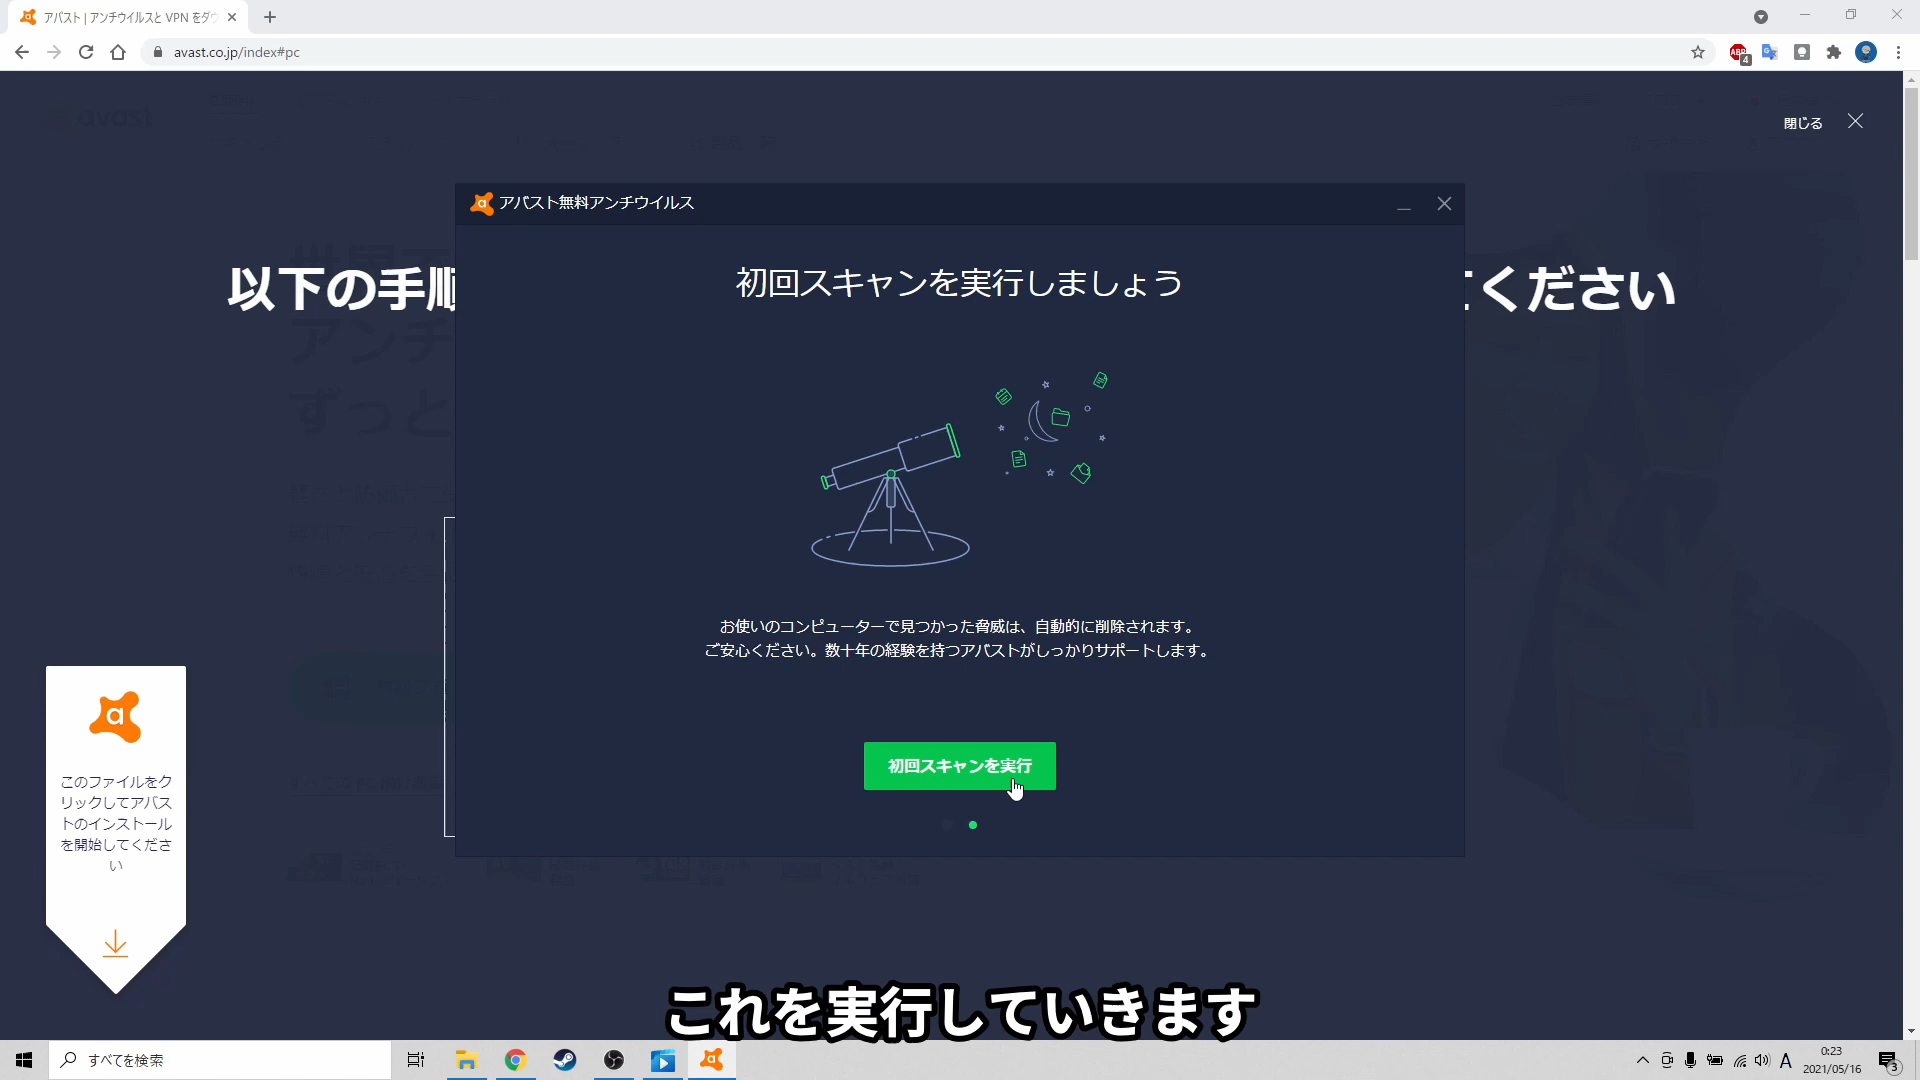 アバスト | アンチウイルスと VPN をダウ
avast.co.jp/index#pc
ABP
4
閉じる
アバスト無料アンチウイルス
初回スキャンを実行しましょう
以下の手順
てください
お使いのコンピューターで見つかった脅威は、自動的に削除されます。
ご安心ください。数十年の経験を持つアバストがしっかりサポートします。
初回スキャンを実行
このファイルをク
リックしてアバス
トのインストール
を開始してくださ
い
これを実行していきます
すべてを検索
A
0:23
2021/05/16
3